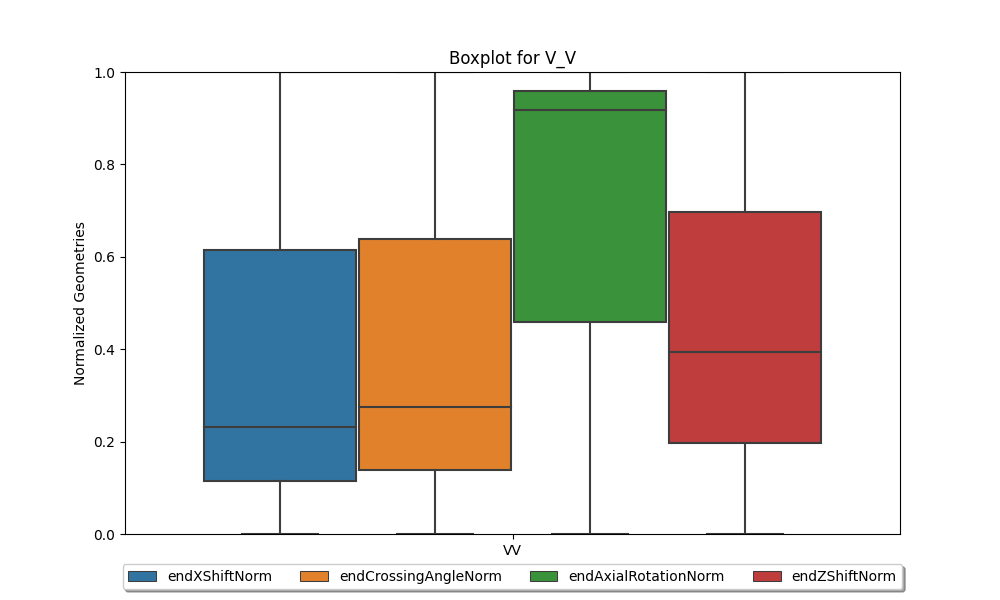 Boxplot for V_V
Normalized Geometries
1.0
0.8
0.6
0.4
0.2
0.0
VV
endXShiftNorm endCrossingAngleNorm endAxialRotationNorm endZShiftNorm